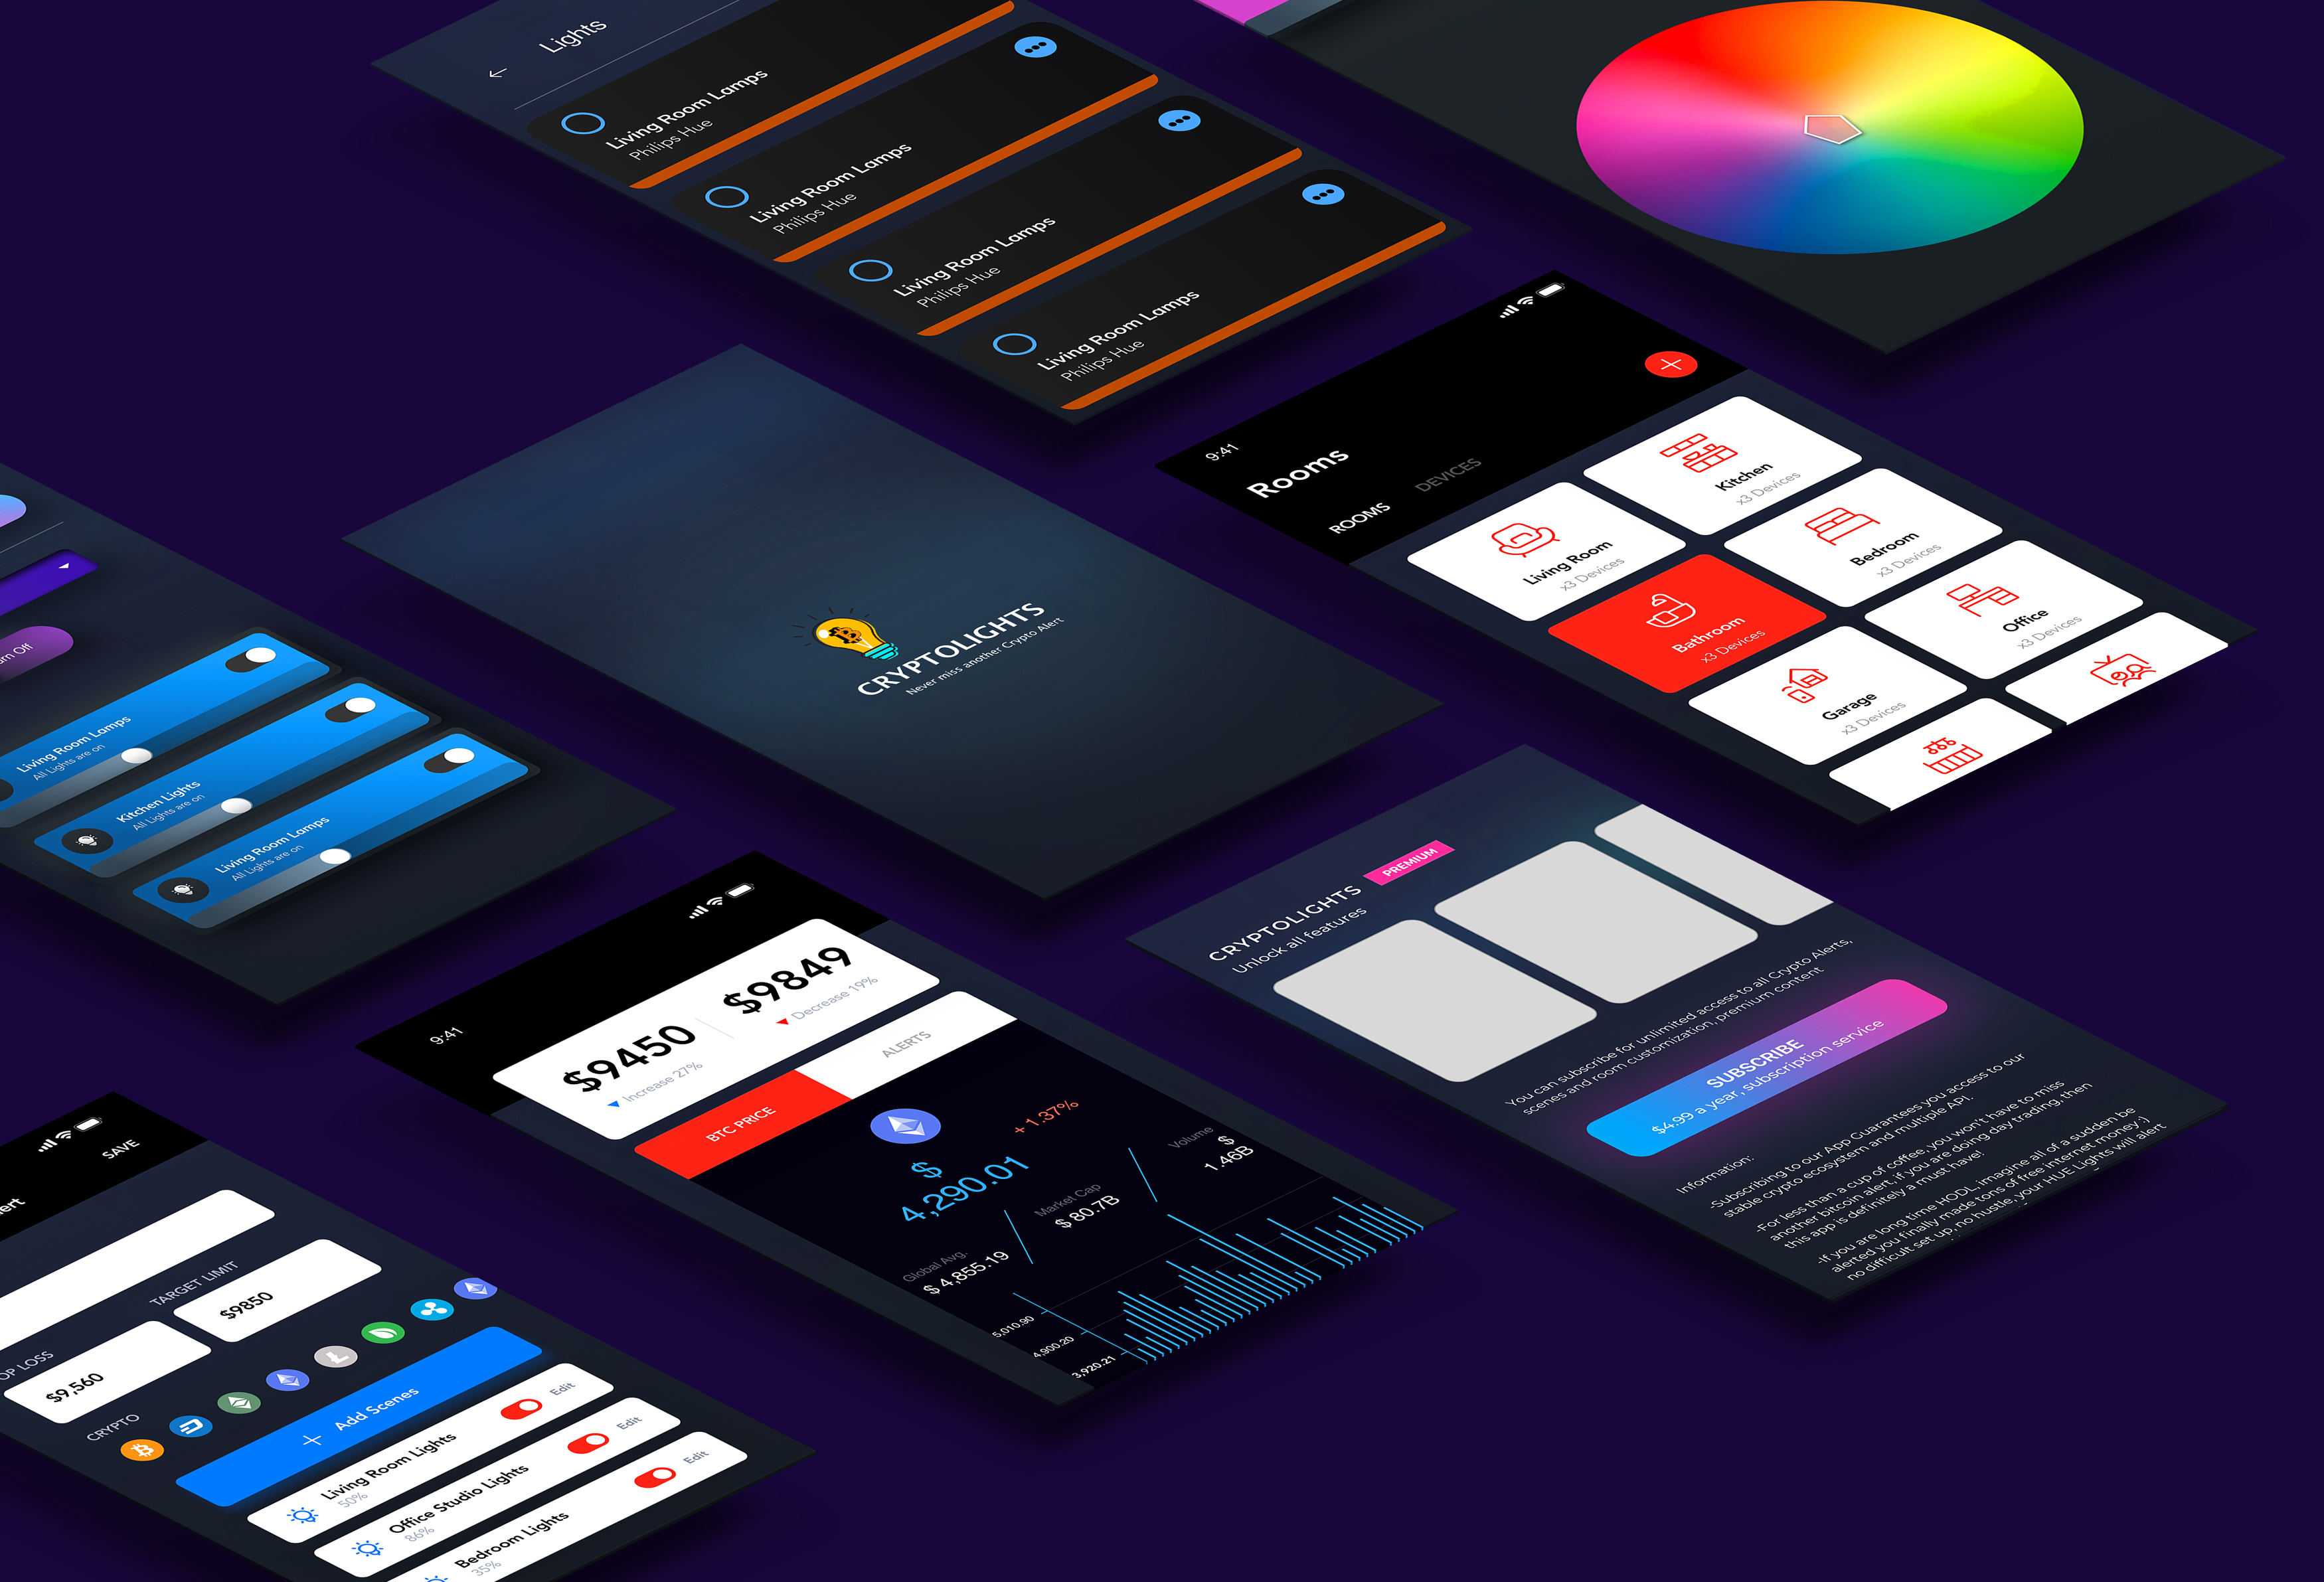 Lights
Living Room Lamps
Philips Hue
Living Room Lamps
Philips Hue
Living Room Lamps
Philips Hue
Living Room Lamps
Philips Hue
9:41
Rooms
ROOMS
DEVICES
Kitchen
x3 Devices
Living Room
x3 Devices
Bedroom
x3 Devices
Bathroom
x3 Devices
Office
x3 Devices
Garage
x3 Devices
CRYPTOLIGHTS
Never miss another Crypto Alert
Off
Living Room Lamps
All Lights are on
Kitchen Lights
All Lights are on
Living Room Lamps
All Lights are on
9:41
$9450
Increase 27%
$9849
Decrease 19%
BTC PRICE
ALERTS
+1.37%
$
4,290.01
Global Avg.
$ 4,855.19
Market Cap
$ 80.7B
Volume
$
1.46B
5,010.90
4,900.20
3,920.21
CRYPTOLIGHTS
PREMIUM
Unlock all features
You can subscribe for unlimited access to all Crypto Alerts,
scenes and room customization, premium content
SUBSCRIBE
$4.99 a year, subscription service
Information:
-Subscribing to our App Guarantees you access to our
stable crypto ecosystem and multiple API.
-For less than a cup of coffee, you won't have to miss
another bitcoin alert, if you are doing day trading, then
this app is definitely a must have!
-If you are long time HODL, imagine all of a sudden be
alerted you finally made tons of free internet money :)
no difficult set up, no hustle, your HUE Lights will alert
SAVE
TARGET LIMIT
$9850
$9,560
CRYPTO
Add Scenes
Living Room Lights
50%
Edit
Office Studio Lights
86%
Edit
Bedroom Lights
35%
Edit